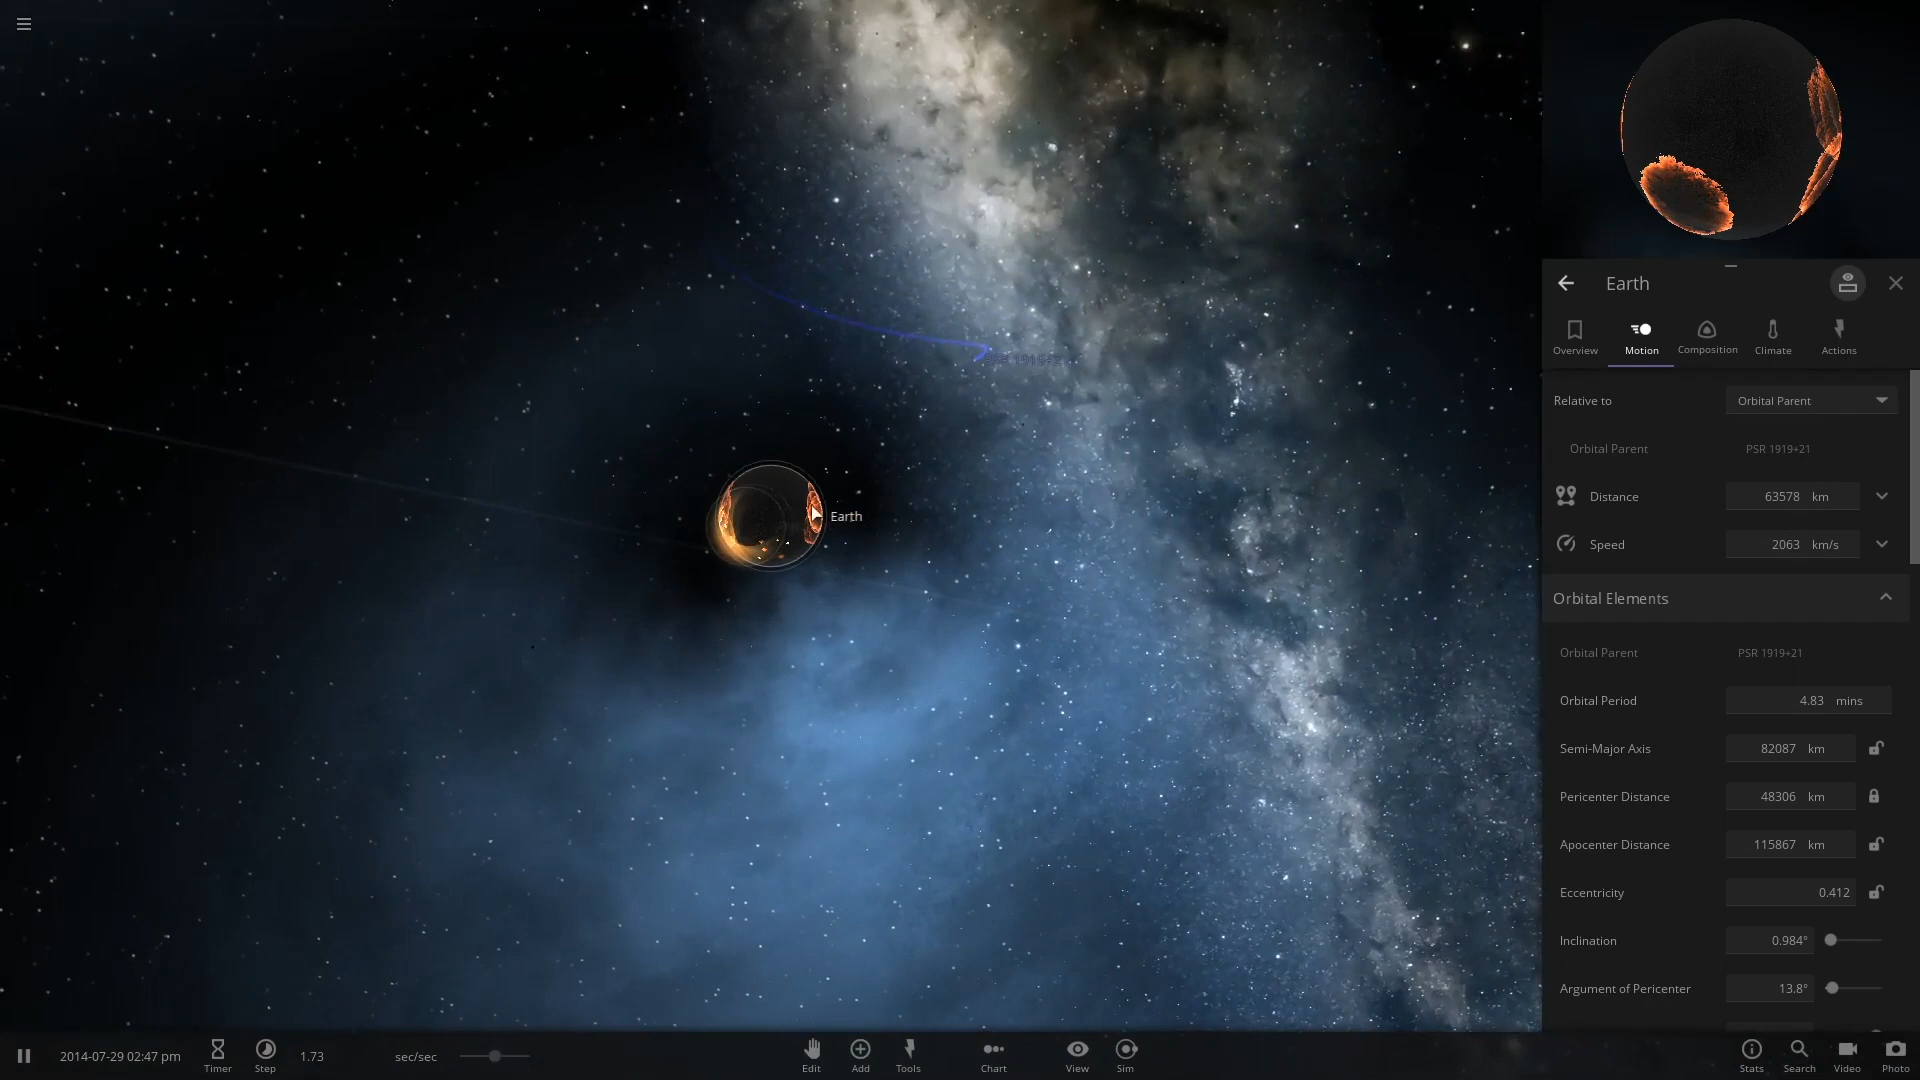 Earth
Overview
Motion
Composition
Climate
Actions
Relative to
Orbital Parent
Orbital Parent
PSR 1919+21
Distance
63578 km
Speed
2063 km/s
Orbital Elements
Orbital Parent
PSR 1919+21
Orbital Period
4.83 mins
Semi-Major Axis
82087 km
Pericenter Distance
48306 km
Apocenter Distance
115867 km
Eccentricity
0.412
Inclination
0.984°
Argument of Pericenter
13.8°
Earth
2014-07-29 02:47 pm
Timer
Step
1.73
sec/sec
Edit
Add
Tools
Chart
View
Sim
Stats
Search
Video
Photo